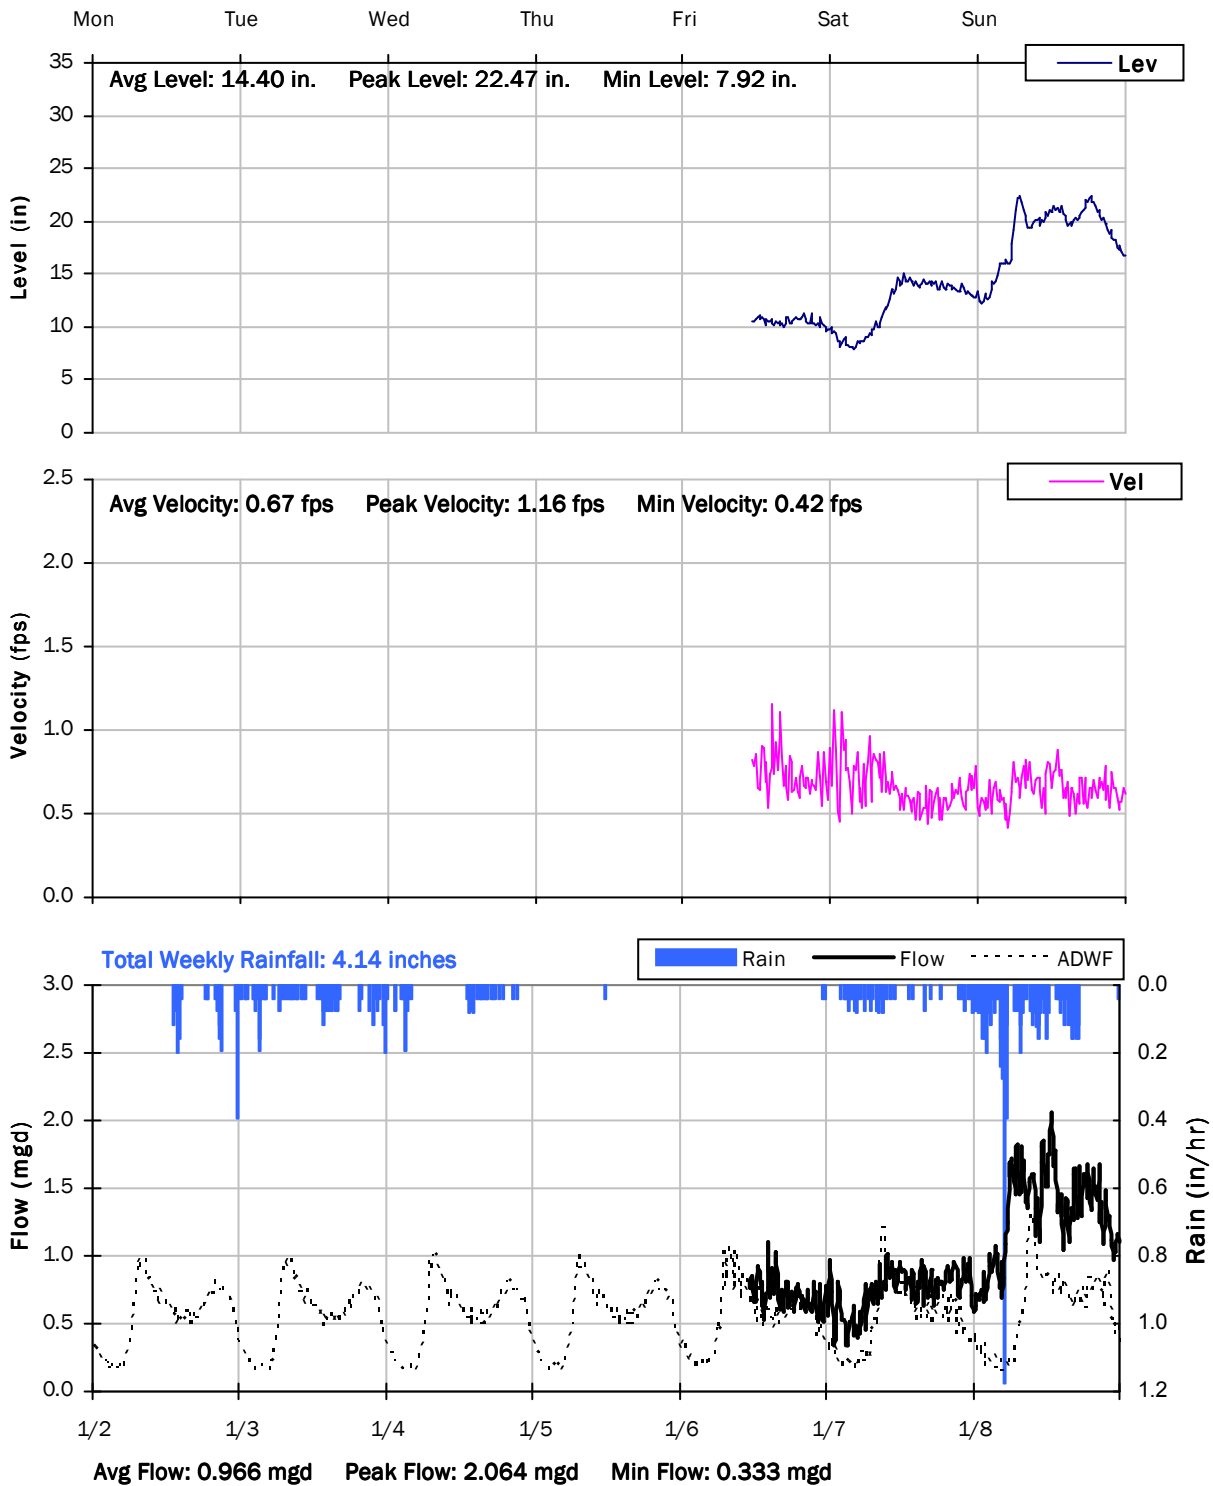 Mon Tue Wed Thu Fri Sat Sun
Avg Level: 14.40 in. Peak Level: 22.47 in. Min Level: 7.92 in.
Lev
35
30
25
20
15
10
5
0
Level (in)
Avg Velocity: 0.67 fps Peak Velocity: 1.16 fps Min Velocity: 0.42 fps
Vel
2.5
2.0
1.5
1.0
0.5
0.0
Velocity (fps)
Total Weekly Rainfall: 4.14 inches
Rain Flow ADWF
3.0
2.5
2.0
1.5
1.0
0.5
0.0
Flow (mgd)
0.0
0.2
0.4
0.6
0.8
1.0
1.2
Rain (in/hr)
1/2 1/3 1/4 1/5 1/6 1/7 1/8
Avg Flow: 0.966 mgd Peak Flow: 2.064 mgd Min Flow: 0.333 mgd